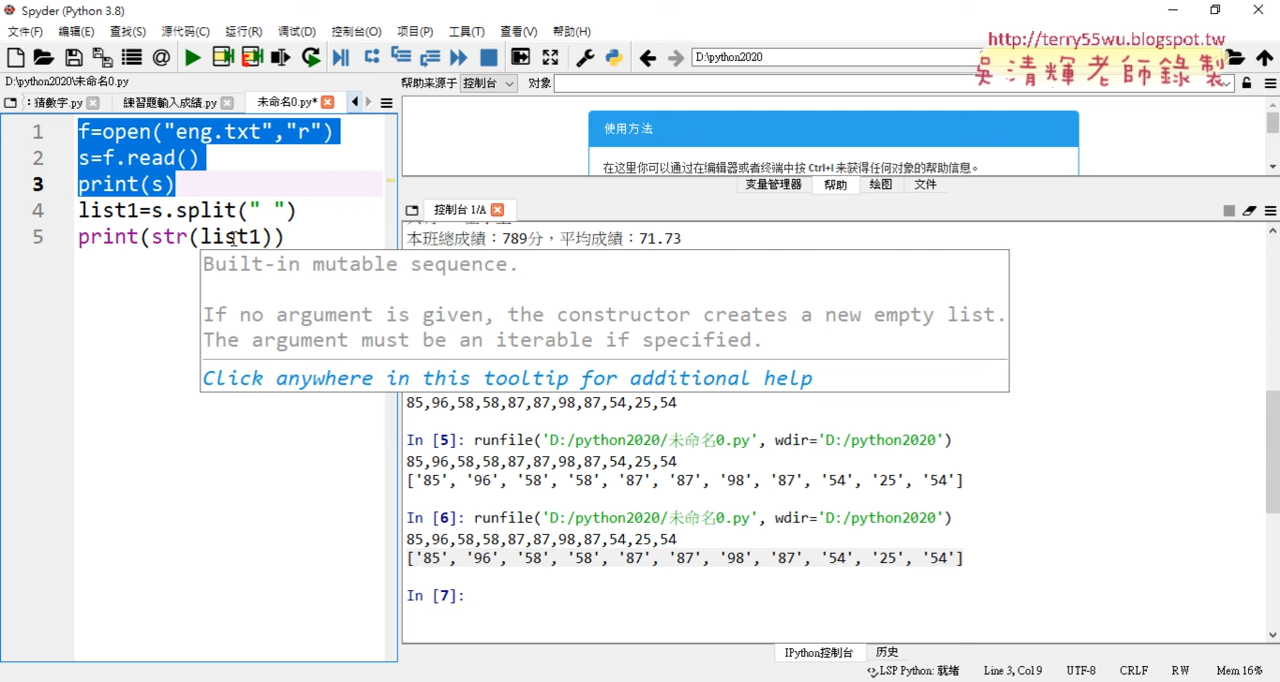 Spyder (Python 3.8)
文件(F) 编辑(E) 查找(S) 源代码(C) 运行(R) 调试(D) 控制台(O) 项目(P) 工具(T) 查看(V) 帮助(H)
http://terry55wu.blogspot.tw
D:\python2020
吳清輝老師錄製
D:\python2020\未命名0.py
帮助来源于 控制台 对象
: 猜數字.py 練習題輸入成績.py 未命名0.py*
1 f=open("eng.txt","r")
2 s=f.read()
3 print(s)
4 list1=s.split(" ")
5 print(str(list1))
使用方法
在这里你可以通过在编辑器或者终端中按 Ctrl+I 来获得任何对象的帮助信息。
变量管理器 帮助 绘图 文件
控制台 1/A
本班總成績：789分，平均成績：71.73
Built-in mutable sequence.
If no argument is given, the constructor creates a new empty list.
The argument must be an iterable if specified.
Click anywhere in this tooltip for additional help
85,96,58,58,87,87,98,87,54,25,54
In [5]: runfile('D:/python2020/未命名0.py', wdir='D:/python2020')
85,96,58,58,87,87,98,87,54,25,54
['85', '96', '58', '58', '87', '87', '98', '87', '54', '25', '54']
In [6]: runfile('D:/python2020/未命名0.py', wdir='D:/python2020')
85,96,58,58,87,87,98,87,54,25,54
['85', '96', '58', '58', '87', '87', '98', '87', '54', '25', '54']
In [7]:
IPython控制台 历史
LSP Python: 就绪 Line 3, Col9 UTF-8 CRLF RW Mem 16%